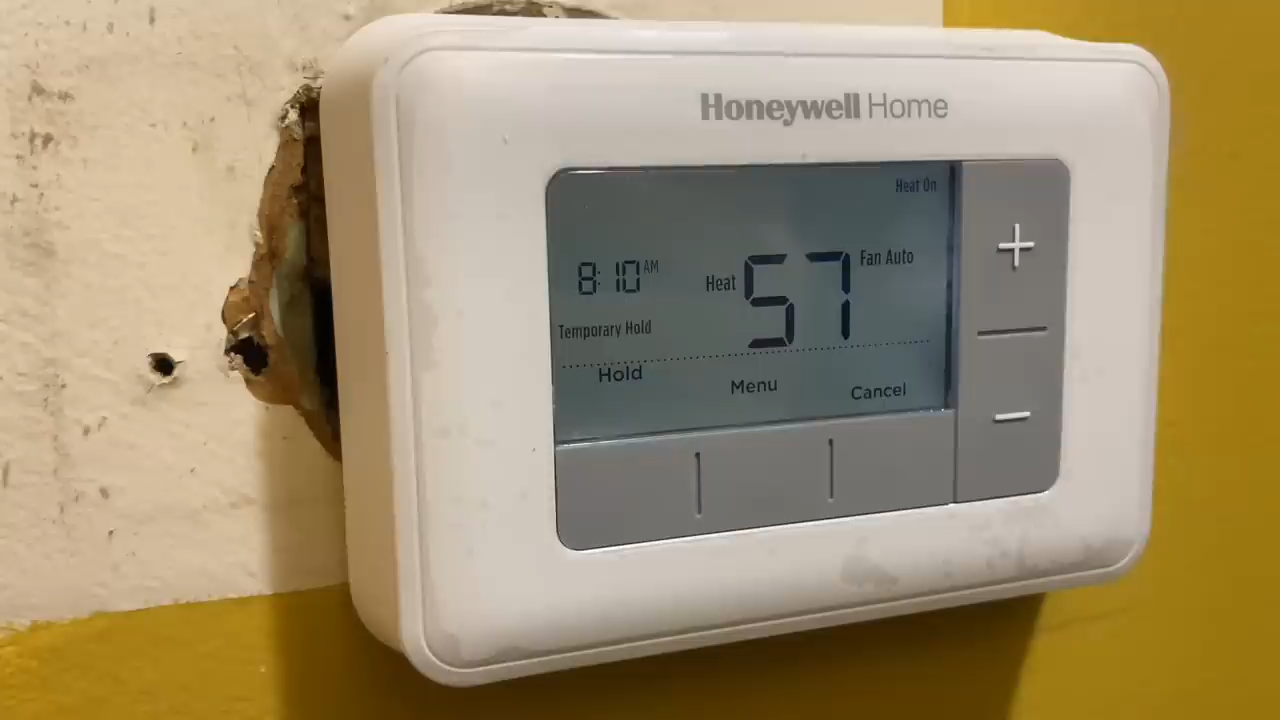 Honeywell Home
Heat On
8:10 AM
Heat 57 Fan Auto
Temporary Hold
Hold Menu Cancel
+
−